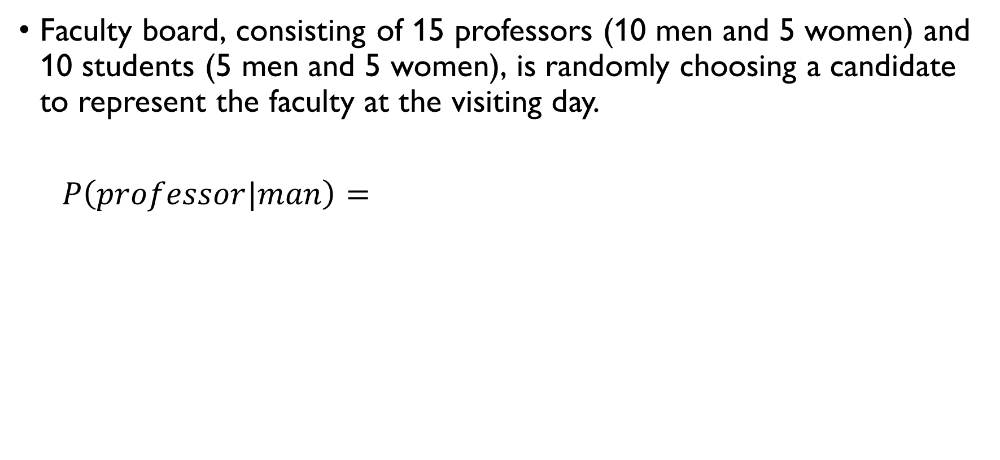 • Faculty board, consisting of 15 professors (10 men and 5 women) and
10 students (5 men and 5 women), is randomly choosing a candidate
to represent the faculty at the visiting day.
P(professor|man) =